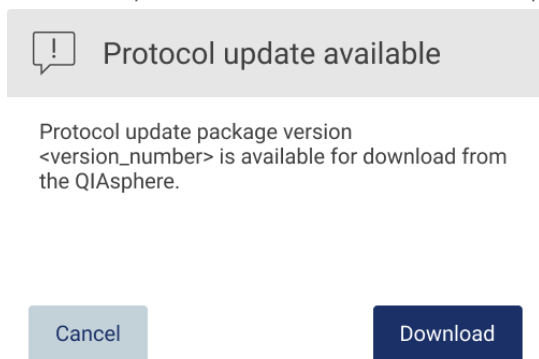 Protocol update available
Protocol update package version
<version_number> is available for download from
the QIAsphere.
Cancel
Download